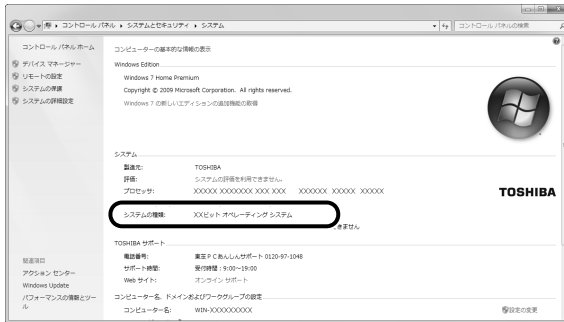 コントロール パネル ▸ システムとセキュリティ ▸ システム
コントロール パネルの検索
コントロール パネル ホーム
デバイス マネージャー
リモートの設定
システムの保護
システムの詳細設定
コンピューターの基本的な情報の表示
Windows Edition
Windows 7 Home Premium
Copyright © 2009 Microsoft Corporation. All rights reserved.
Windows 7 の新しいエディションの追加機能の取得
システム
製造元: TOSHIBA
評価: システムの評価を利用できません。
プロセッサ: XXXXX XXXXXXX XXX XXX XXXXXX XXXXX XXXXX
TOSHIBA
システムの種類: XXビット オペレーティング システム
きません
TOSHIBA サポート
電話番号: 東芝ＰＣあんしんサポート 0120-97-1048
サポート時間: 受付時間：9:00～19:00
Web サイト: オンライン サポート
コンピューター名、ドメインおよびワークグループの設定
コンピューター名: WIN-XXXXXXXXXX
設定の変更
関連項目
アクション センター
Windows Update
パフォーマンスの情報とツー
ル